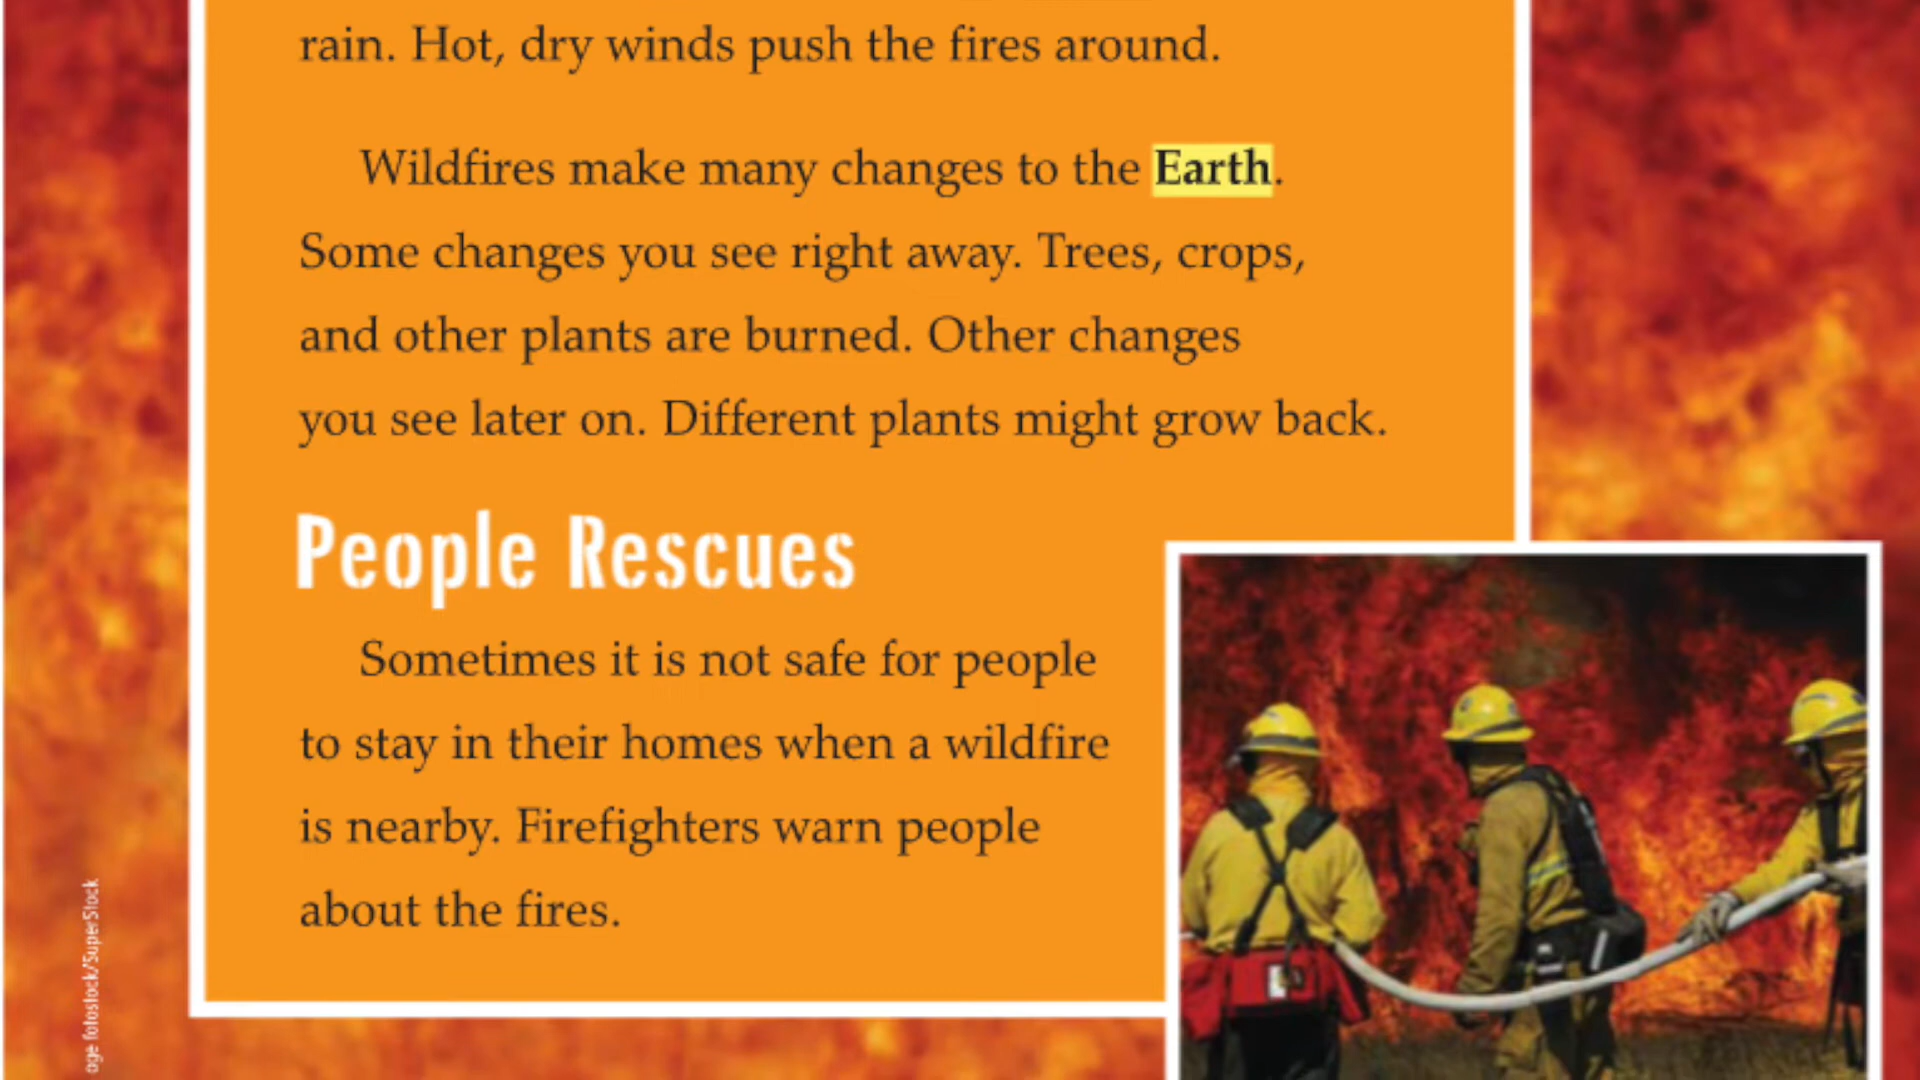 rain. Hot, dry winds push the fires around.
Wildfires make many changes to the Earth.
Some changes you see right away. Trees, crops,
and other plants are burned. Other changes
you see later on. Different plants might grow back.
People Rescues
Sometimes it is not safe for people
to stay in their homes when a wildfire
is nearby. Firefighters warn people
about the fires.
age fotostock/SuperStock